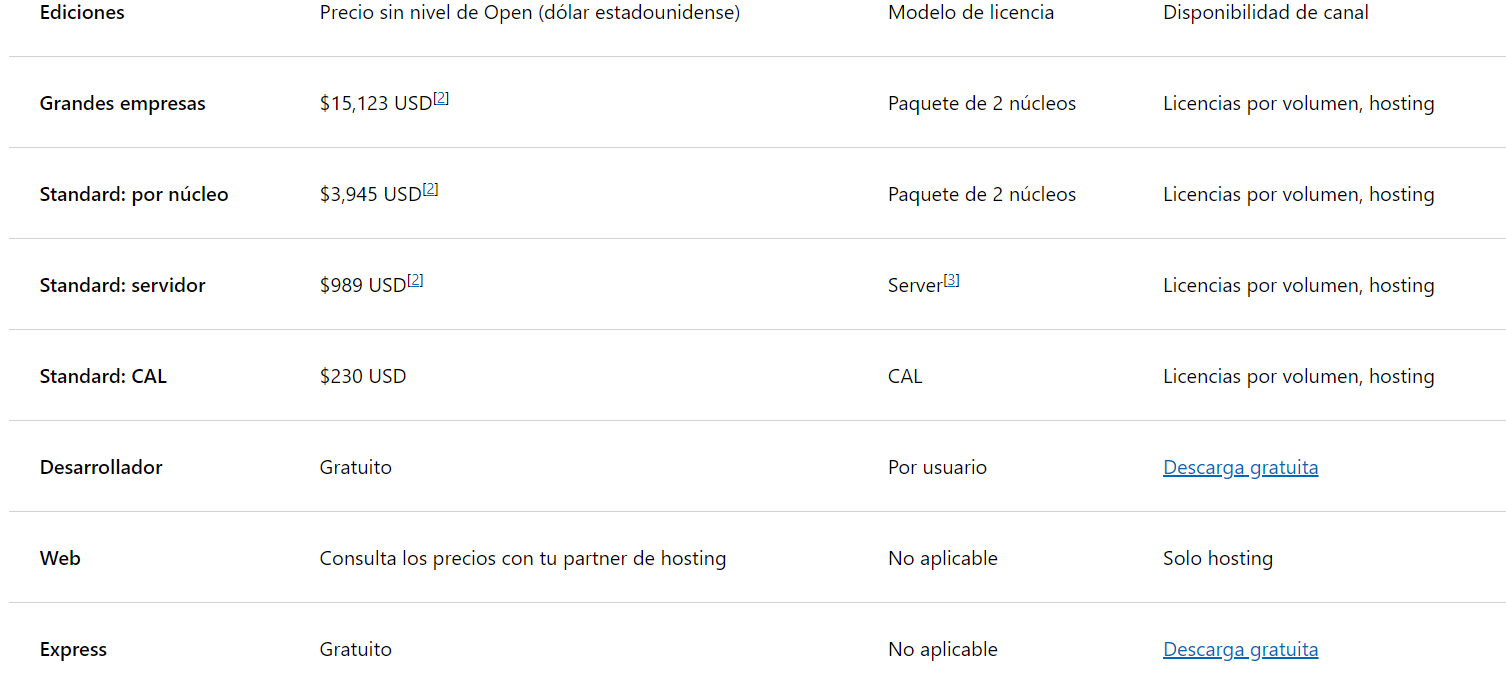 Ediciones Precio sin nivel de Open (dólar estadounidense) Modelo de licencia Disponibilidad de canal
Grandes empresas $15,123 USD[2] Paquete de 2 núcleos Licencias por volumen, hosting
Standard: por núcleo $3,945 USD[2] Paquete de 2 núcleos Licencias por volumen, hosting
Standard: servidor $989 USD[2] Server[3] Licencias por volumen, hosting
Standard: CAL $230 USD CAL Licencias por volumen, hosting
Desarrollador Gratuito Por usuario Descarga gratuita
Web Consulta los precios con tu partner de hosting No aplicable Solo hosting
Express Gratuito No aplicable Descarga gratuita